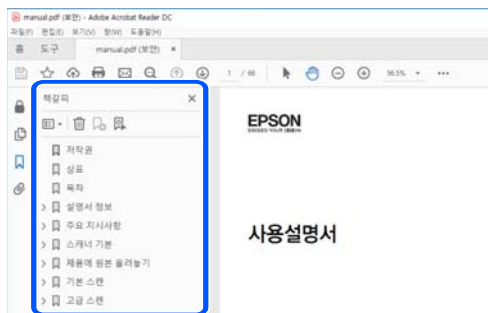 manual.pdf (보안) - Adobe Acrobat Reader DC
파일(F) 편집(E) 보기(V) 창(W) 도움말(H)
홈 도구 manual.pdf (보안) ×
1 / 68 56.5%
책갈피 ×
저작권
상표
목차
설명서 정보
주요 지시사항
스캐너 기본
제품에 원본 올려놓기
기본 스캔
고급 스캔
EPSON
EXCEED YOUR VISION
사용설명서